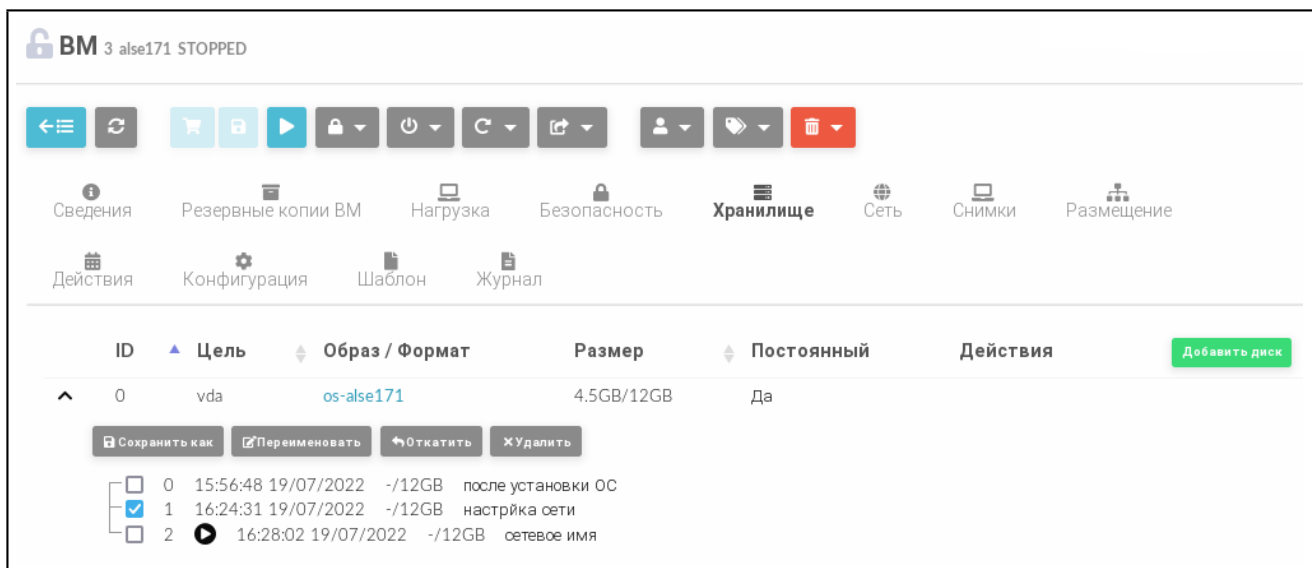 ВМ 3 alse171 STOPPED
Сведения Резервные копии ВМ Нагрузка Безопасность Хранилище Сеть Снимки Размещение
Действия Конфигурация Шаблон Журнал
ID Цель Образ / Формат Размер Постоянный Действия Добавить диск
0 vda os-alse171 4.5GB/12GB Да
Сохранить как Переименовать Откатить Удалить
0 15:56:48 19/07/2022 -/12GB после установки ОС
1 16:24:31 19/07/2022 -/12GB настрйка сети
2 16:28:02 19/07/2022 -/12GB сетевое имя